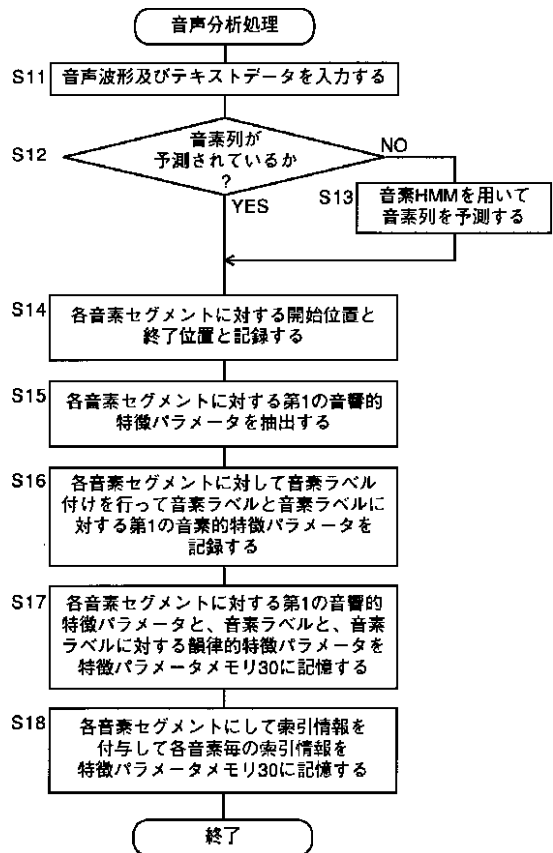 音声分析処理
S11
音声波形及びテキストデータを入力する
S12
音素列が
予測されているか
?
NO
YES
S13
音素HMMを用いて
音素列を予測する
S14
各音素セグメントに対する開始位置と
終了位置と記録する
S15
各音素セグメントに対する第1の音響的
特徴パラメータを抽出する
S16
各音素セグメントに対して音素ラベル
付けを行って音素ラベルと音素ラベルに
対する第1の音素的特徴パラメータを
記録する
S17
各音素セグメントに対する第1の音響的
特徴パラメータと、音素ラベルと、音素
ラベルに対する韻律的特徴パラメータを
特徴パラメータメモリ30に記憶する
S18
各音素セグメントにして索引情報を
付与して各音素毎の索引情報を
特徴パラメータメモリ30に記憶する
終了